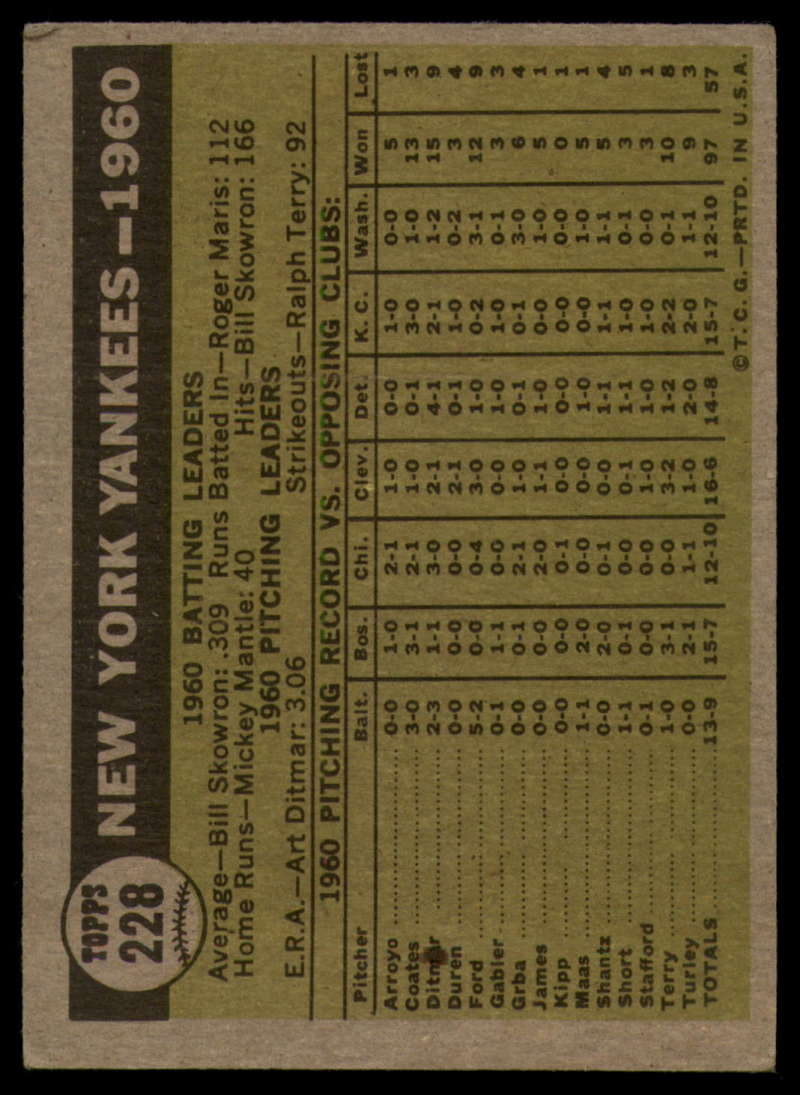 TOPPS
228
NEW YORK YANKEES—1960
1960 BATTING LEADERS
Average—Bill Skowron: .309 Runs Batted In—Roger Maris: 112
Home Runs—Mickey Mantle: 40 Hits—Bill Skowron: 166
1960 PITCHING LEADERS
E.R.A.—Art Ditmar: 3.06 Strikeouts—Ralph Terry: 92
1960 PITCHING RECORD VS. OPPOSING CLUBS:
Pitcher Balt. Bos. Chi. Clev. Det. K. C. Wash. Won Lost
Arroyo 0-0 1-0 2-1 1-0 0-0 1-0 0-0 5 1
Coates 3-0 3-1 2-1 1-0 0-1 3-0 1-0 13 3
Ditmar 2-3 1-1 3-0 2-1 4-1 2-1 1-2 15 9
Duren 0-0 0-0 0-0 2-1 0-1 1-0 0-2 3 4
Ford 5-2 0-0 0-4 3-0 1-0 0-2 3-1 12 9
Gabler 0-1 1-1 0-0 0-0 1-0 1-0 0-1 3 3
Grba 0-0 0-1 2-1 1-0 0-1 0-1 3-0 6 4
James 0-0 0-0 2-0 1-1 1-0 0-0 1-0 5 1
Kipp 0-0 0-0 0-1 0-0 0-0 0-0 0-0 0 1
Maas 1-1 2-0 0-0 0-0 1-0 0-0 1-0 5 1
Shantz 0-0 2-0 0-1 0-0 1-1 1-1 1-1 5 4
Short 1-1 0-1 0-0 0-1 1-1 1-0 0-1 3 5
Stafford 0-1 0-0 0-0 1-0 1-0 1-0 0-0 3 1
Terry 1-0 3-1 0-0 3-2 1-2 2-2 0-1 10 8
Turley 0-0 2-1 1-1 1-0 2-0 2-0 1-1 9 3
TOTALS 13-9 15-7 12-10 16-6 14-8 15-7 12-10 97 57
©T. C. G.—PRTD. IN U.S.A.